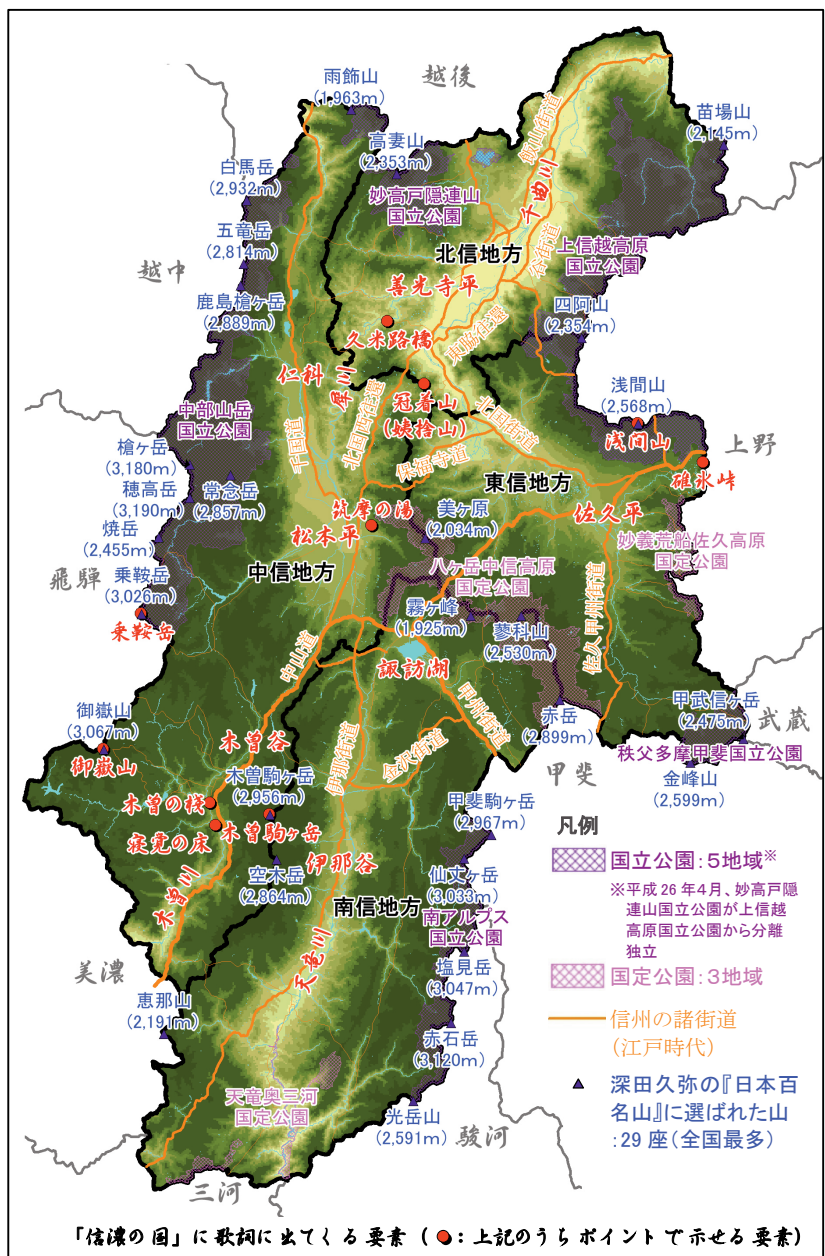 越後
雨飾山
(1,963m)
苗場山
(2,145m)
高妻山
(2,353m)
飯山街道
白馬岳
(2,932m)
妙高戸隠連山
国立公園
千曲川
五竜岳
(2,814m)
北信地方
谷街道
上信越高原
国立公園
越中
善光寺平
鹿島槍ヶ岳
(2,889m)
四阿山
(2,354m)
久米路橋
東脇往還
仁科
犀川
冠着山
(姨捨山)
浅間山
(2,568m)
浅間山
中部山岳
国立公園
千国道
北国西往還
北国街道
上野
碓氷峠
槍ヶ岳
(3,180m)
保福寺道
東信地方
穂高岳
(3,190m)
常念岳
(2,857m)
筑摩の湯
佐久平
松本平
美ヶ原
(2,034m)
焼岳
(2,455m)
妙義荒船佐久高原
国定公園
中信地方
八ヶ岳中信高原
国定公園
飛騨
乗鞍岳
(3,026m)
乗鞍岳
霧ヶ峰
(1,925m)
蓼科山
(2,530m)
佐久甲州街道
中山道
諏訪湖
甲州街道
御嶽山
(3,067m)
御嶽山
赤岳
(2,899m)
甲武信ヶ岳
(2,475m)
武蔵
木曽谷
伊那街道
金沢街道
秩父多摩甲斐国立公園
甲斐
金峰山
(2,599m)
木曽駒ヶ岳
(2,956m)
木曽の桟
木曽駒ヶ岳
寝覚の床
甲斐駒ヶ岳
(2,967m)
凡例
国立公園:5地域※
※平成26年4月、妙高戸隠
連山国立公園が上信越
高原国立公園から分離
独立
国定公園:3地域
信州の諸街道
(江戸時代)
深田久弥の『日本百
名山』に選ばれた山
:29座(全国最多)
空木岳
(2,864m)
伊那谷
仙丈ヶ岳
(3,033m)
木曽川
南信地方
南アルプス
国立公園
天竜川
塩見岳
(3,047m)
美濃
恵那山
(2,191m)
赤石岳
(3,120m)
天竜奥三河
国定公園
光岳山
(2,591m)
駿河
三河
「信濃の国」に歌詞に出てくる要素(●:上記のうちポイントで示せる要素)